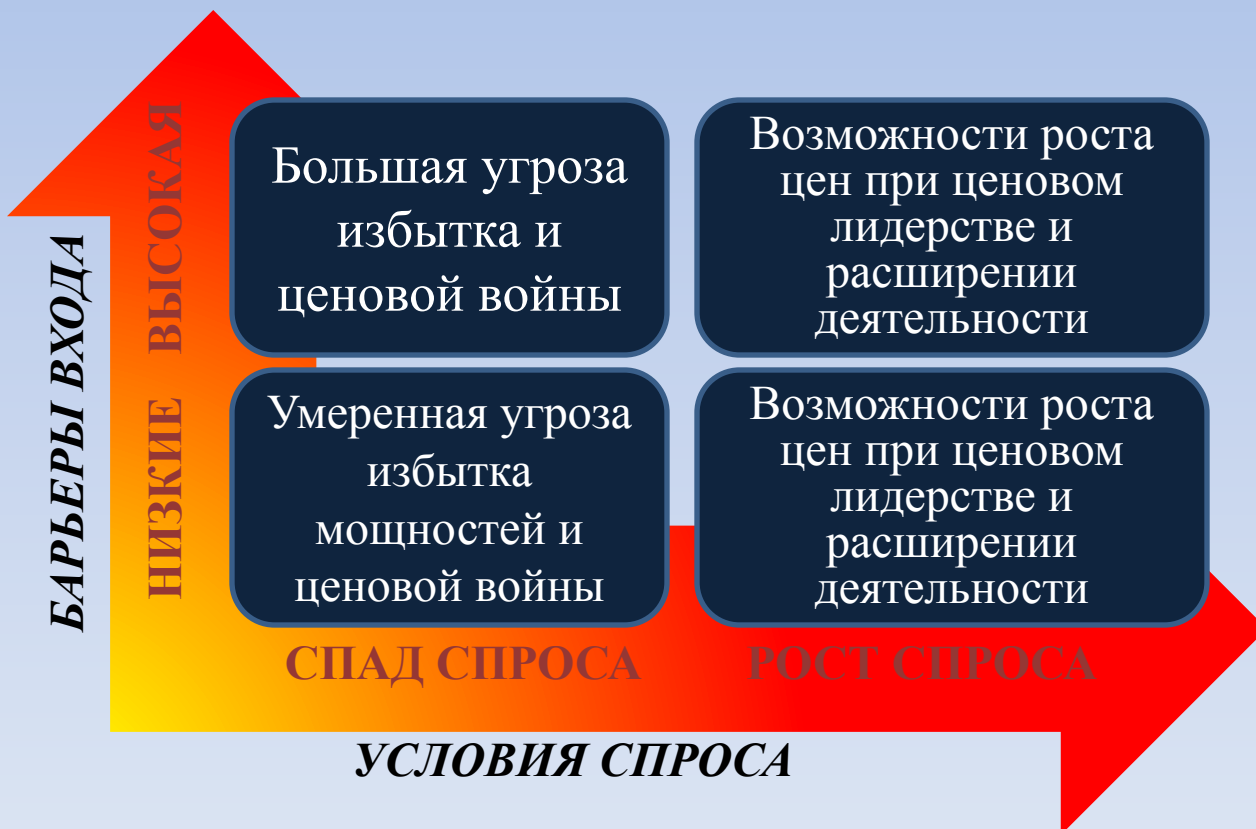 БАРЬЕРЫ ВХОДА
ВЫСОКАЯ
Большая угроза
избытка и
ценовой войны
Возможности роста
цен при ценовом
лидерстве и
расширении
деятельности
НИЗКИЕ
Умеренная угроза
избытка
мощностей и
ценовой войны
Возможности роста
цен при ценовом
лидерстве и
расширении
деятельности
СПАД СПРОСА
РОСТ СПРОСА
УСЛОВИЯ СПРОСА